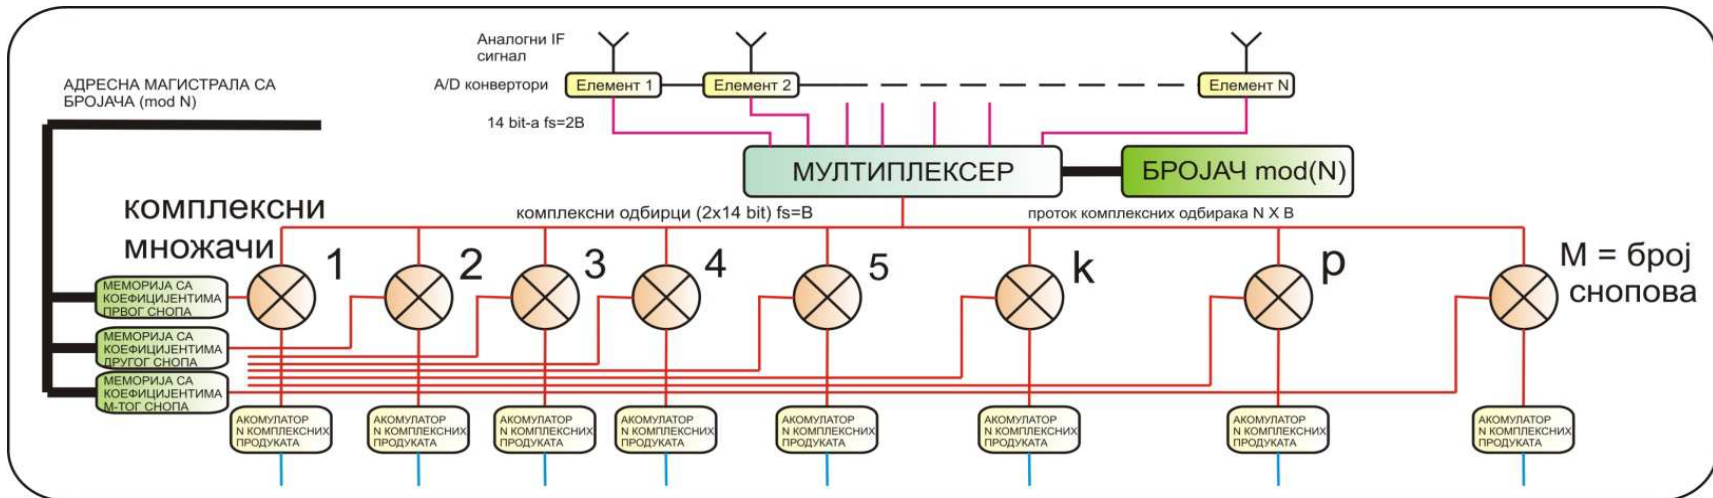 Аналогни IF
сигнал
АДРЕСНА МАГИСТРАЛА СА
БРОЈАЧА (mod N)
A/D конвертори
Елемент 1
Елемент 2
Елемент N
14 bit-a fs=2B
МУЛТИПЛЕКСЕР
БРОЈАЧ mod(N)
комплексни
множачи
комплексни одбирци (2x14 bit) fs=B
проток комплексних одбирака N X B
1
2
3
4
5
k
p
М = број
снопова
МЕМОРИЈА СА
КОЕФИЦИЈЕНТИМА
ПРВОГ СНОПА
МЕМОРИЈА СА
КОЕФИЦИЈЕНТИМА
ДРУГОГ СНОПА
МЕМОРИЈА СА
КОЕФИЦИЈЕНТИМА
М-ТОГ СНОПА
АКОМУЛАТОР
N КОМПЛЕКСНИХ
ПРОДУКАТА
АКОМУЛАТОР
N КОМПЛЕКСНИХ
ПРОДУКАТА
АКОМУЛАТОР
N КОМПЛЕКСНИХ
ПРОДУКАТА
АКОМУЛАТОР
N КОМПЛЕКСНИХ
ПРОДУКАТА
АКОМУЛАТОР
N КОМПЛЕКСНИХ
ПРОДУКАТА
АКОМУЛАТОР
N КОМПЛЕКСНИХ
ПРОДУКАТА
АКОМУЛАТОР
N КОМПЛЕКСНИХ
ПРОДУКАТА
АКОМУЛАТОР
N КОМПЛЕКСНИХ
ПРОДУКАТА